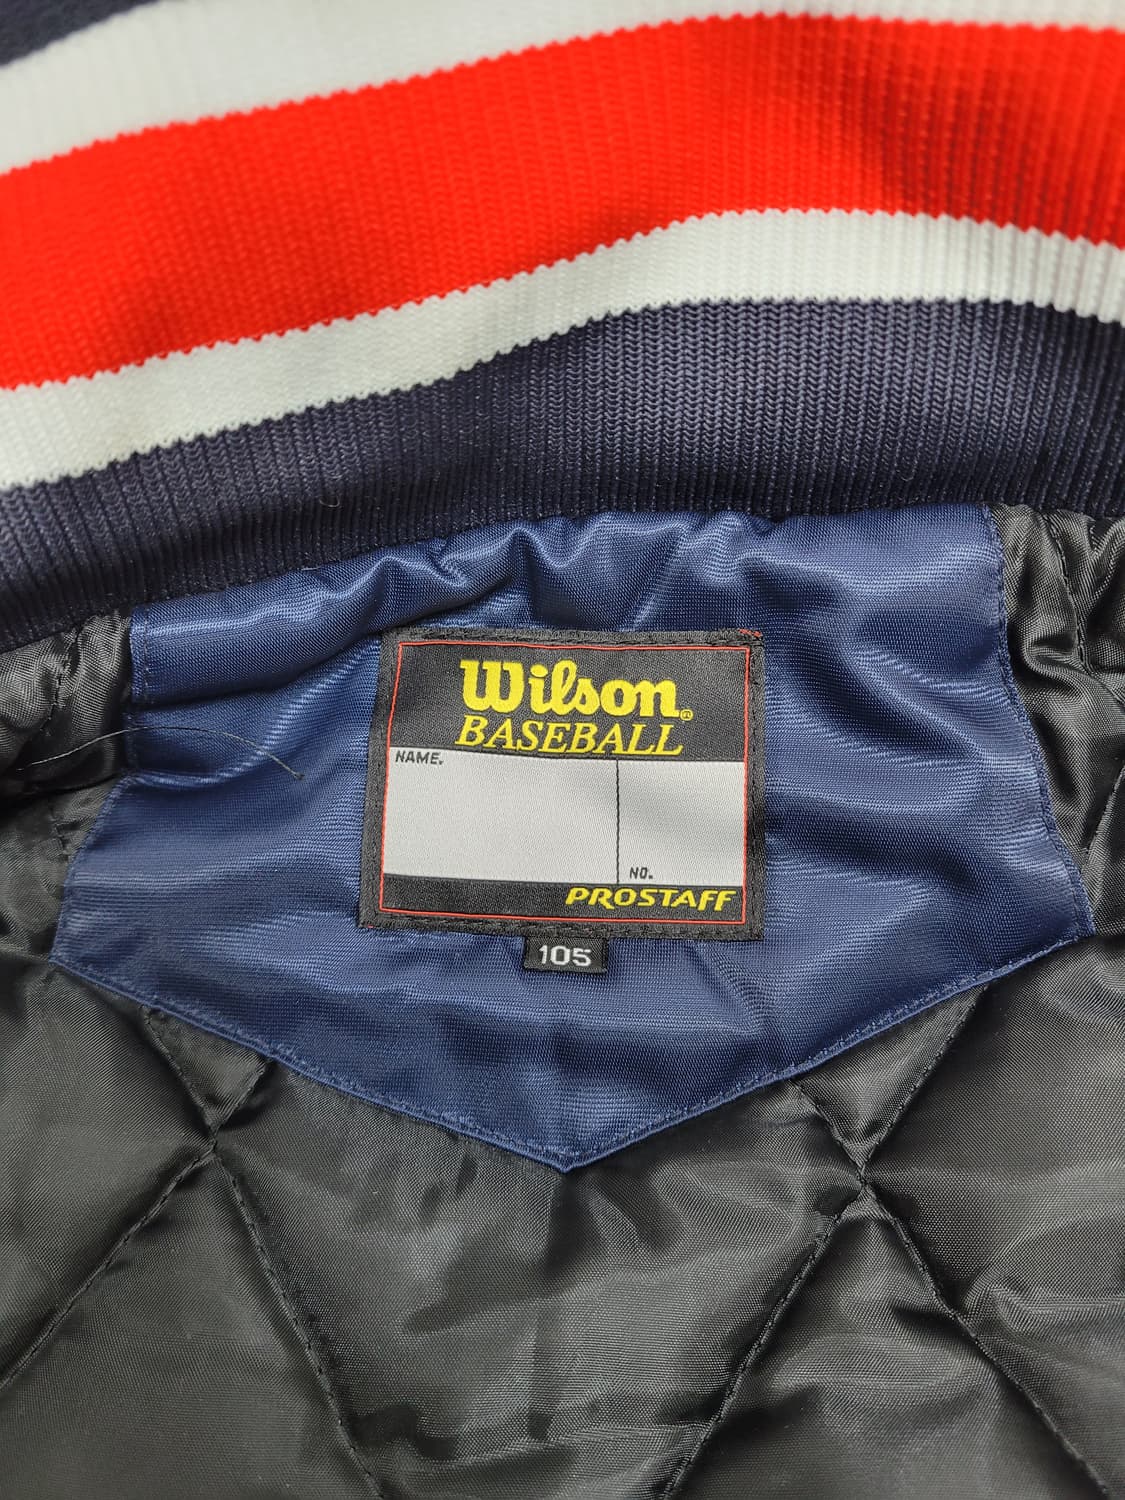 Wilson®
BASEBALL
NAME.
NO.
PROSTAFF
105